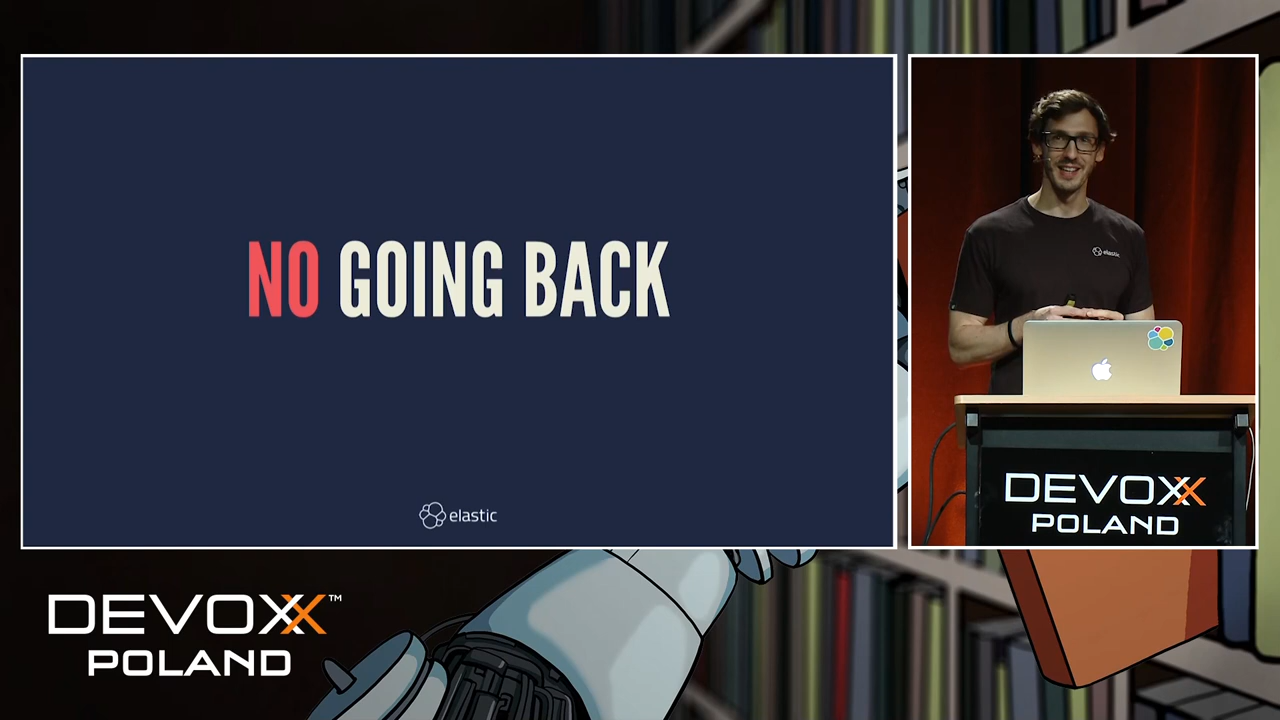 NO GOING BACK
elastic
elastic
DEVOXX
POLAND
DEVOXX™
POLAND